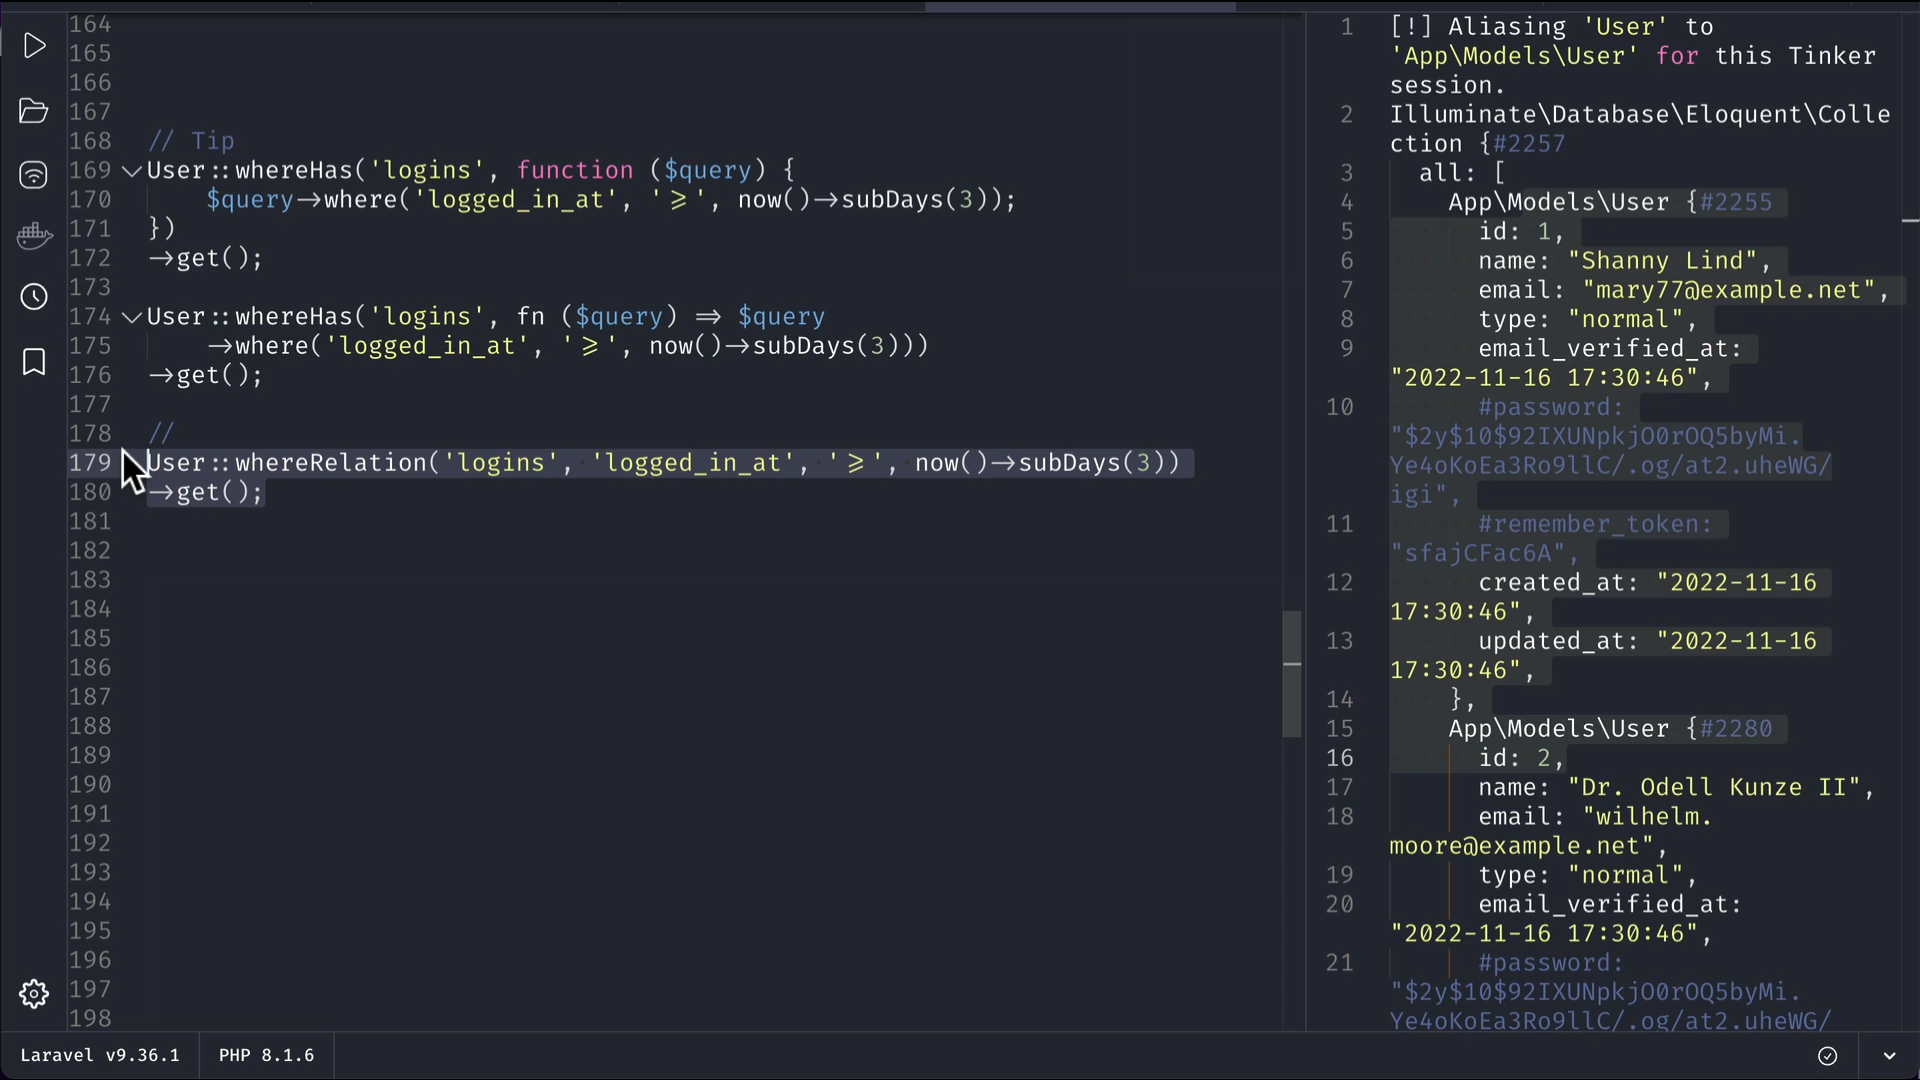 164
165
166
167
168 // Tip
169 User::whereHas('logins', function ($query) {
170 $query->where('logged_in_at', '>=', now()->subDays(3));
171 })
172 ->get();
173
174 User::whereHas('logins', fn ($query) => $query
175 ->where('logged_in_at', '>=', now()->subDays(3)))
176 ->get();
177
178 //
179 User::whereRelation('logins', 'logged_in_at', '>=', now()->subDays(3))
180 ->get();
181
182
183
184
185
186
187
188
189
190
191
192
193
194
195
196
197
198
1 [!] Aliasing 'User' to
'App\Models\User' for this Tinker
session.
2 Illuminate\Database\Eloquent\Colle
ction {#2257
3 all: [
4 App\Models\User {#2255
5 id: 1,
6 name: "Shanny Lind",
7 email: "mary77@example.net",
8 type: "normal",
9 email_verified_at:
"2022-11-16 17:30:46",
10 #password:
"$2y$10$92IXUNpkjO0rOQ5byMi.
Ye4oKoEa3Ro9llC/.og/at2.uheWG/
igi",
11 #remember_token:
"sfajCFac6A",
12 created_at: "2022-11-16
17:30:46",
13 updated_at: "2022-11-16
17:30:46",
14 },
15 App\Models\User {#2280
16 id: 2,
17 name: "Dr. Odell Kunze II",
18 email: "wilhelm.
moore@example.net",
19 type: "normal",
20 email_verified_at:
"2022-11-16 17:30:46",
21 #password:
"$2y$10$92IXUNpkjO0rOQ5byMi.
Ye4oKoEa3Ro9llC/.og/at2.uheWG/
Laravel v9.36.1
PHP 8.1.6